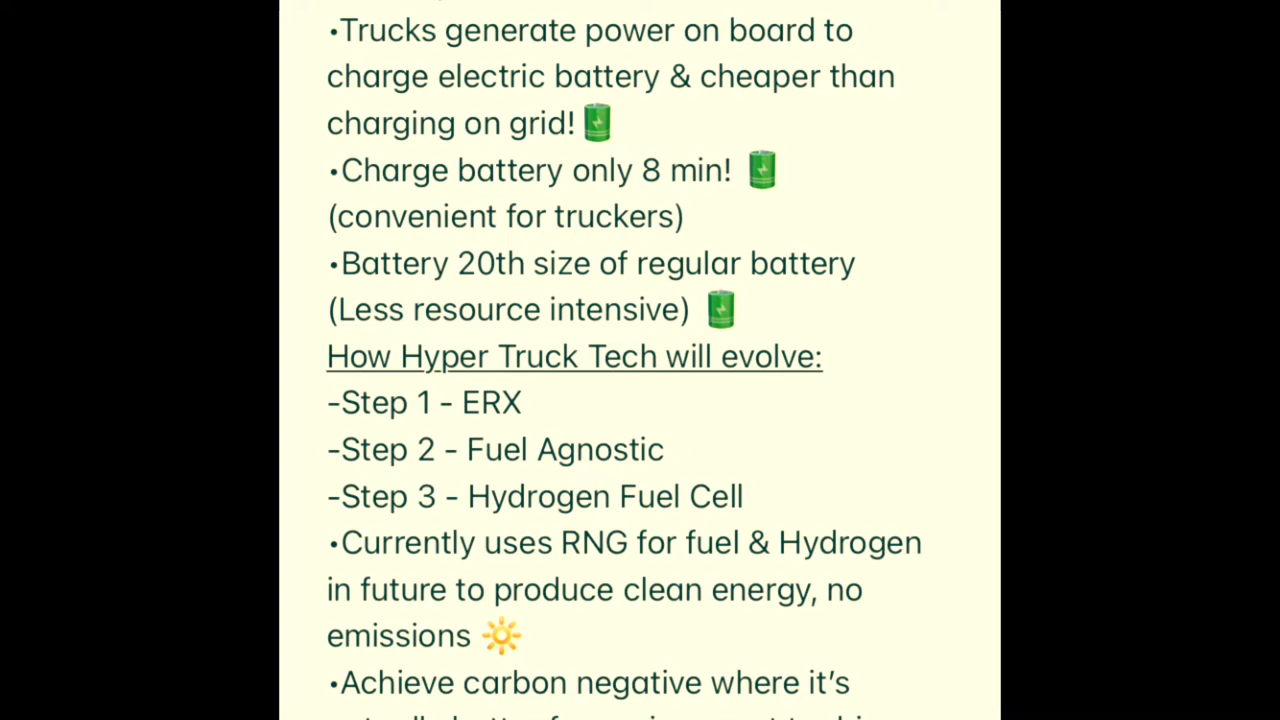 •Trucks generate power on board to
charge electric battery & cheaper than
charging on grid!🔋
•Charge battery only 8 min! 🔋
(convenient for truckers)
•Battery 20th size of regular battery
(Less resource intensive) 🔋
How Hyper Truck Tech will evolve:
-Step 1 - ERX
-Step 2 - Fuel Agnostic
-Step 3 - Hydrogen Fuel Cell
•Currently uses RNG for fuel & Hydrogen
in future to produce clean energy, no
emissions ☀️
•Achieve carbon negative where it’s